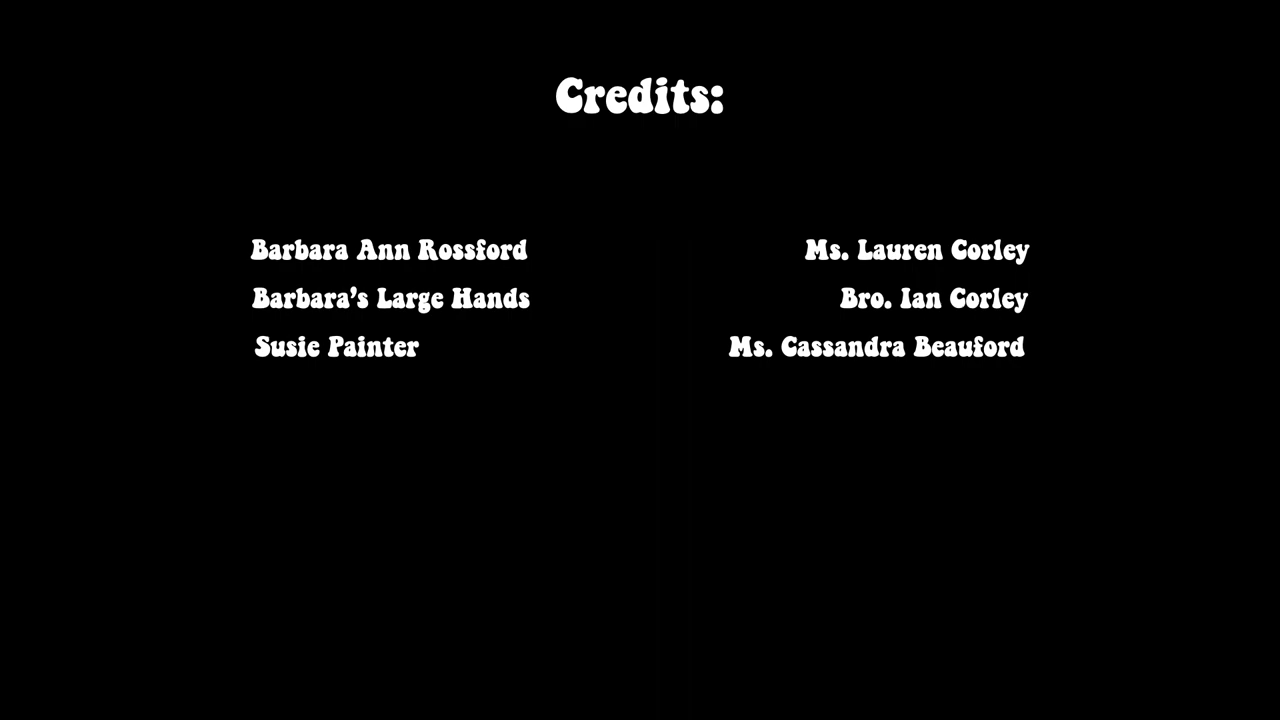 Credits:
Barbara Ann Rossford Ms. Lauren Corley
Barbara's Large Hands Bro. Ian Corley
Susie Painter Ms. Cassandra Beauford